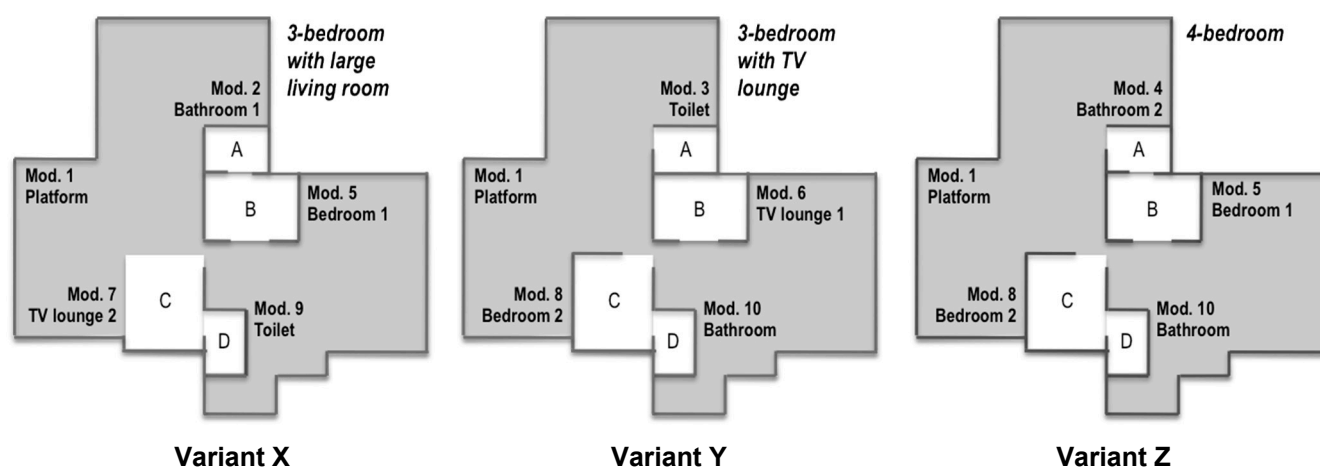 3-bedroom
with large
living room
Mod. 2
Bathroom 1
A
Mod. 1
Platform
Mod. 5
Bedroom 1
B
Mod. 7
TV lounge 2
C
Mod. 9
Toilet
D
Variant X
3-bedroom
with TV
lounge
Mod. 3
Toilet
A
Mod. 1
Platform
Mod. 6
TV lounge 1
B
Mod. 8
Bedroom 2
C
Mod. 10
Bathroom
D
Variant Y
4-bedroom
Mod. 4
Bathroom 2
A
Mod. 1
Platform
Mod. 5
Bedroom 1
B
Mod. 8
Bedroom 2
C
Mod. 10
Bathroom
D
Variant Z